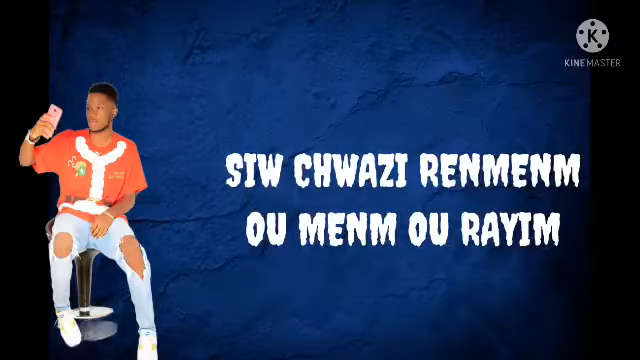 KINEMASTER
SIW CHWAZI RENMENM
OU MENM OU RAYIM